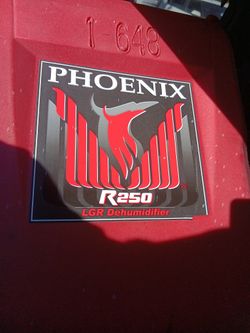 1-648
PHOENIX
R250
LGR Dehumidifier